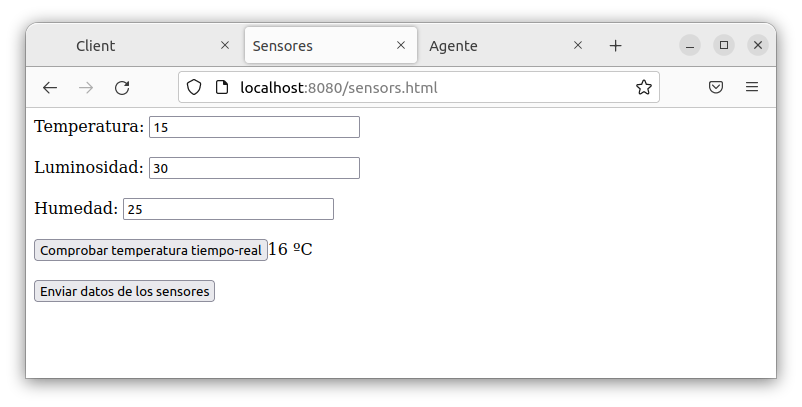 Client Sensores Agente
localhost:8080/sensors.html
Temperatura: 15
Luminosidad: 30
Humedad: 25
Comprobar temperatura tiempo-real 16 ºC
Enviar datos de los sensores